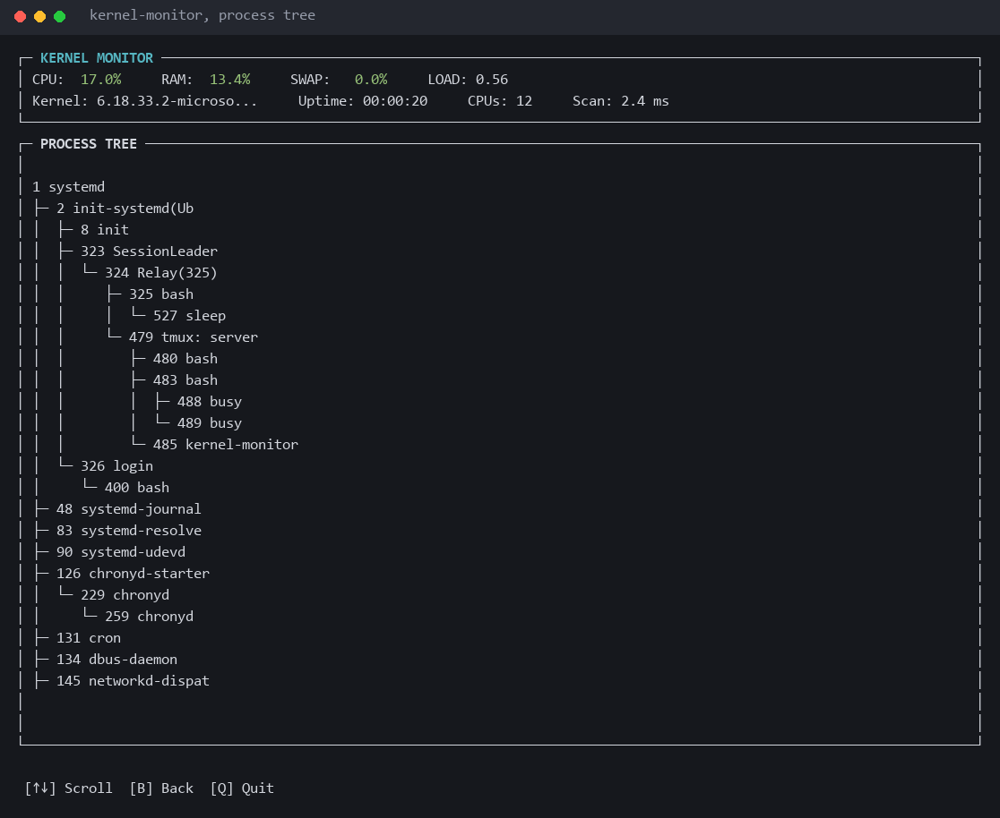 kernel-monitor, process tree
KERNEL MONITOR
CPU: 17.0% RAM: 13.4% SWAP: 0.0% LOAD: 0.56
Kernel: 6.18.33.2-microso... Uptime: 00:00:20 CPUs: 12 Scan: 2.4 ms
PROCESS TREE
1 systemd
├─ 2 init-systemd(Ub
│  ├─ 8 init
│  ├─ 323 SessionLeader
│  │  └─ 324 Relay(325)
│  │     ├─ 325 bash
│  │     │  └─ 527 sleep
│  │     └─ 479 tmux: server
│  │        ├─ 480 bash
│  │        ├─ 483 bash
│  │        │  ├─ 488 busy
│  │        │  └─ 489 busy
│  │        └─ 485 kernel-monitor
│  └─ 326 login
│     └─ 400 bash
├─ 48 systemd-journal
├─ 83 systemd-resolve
├─ 90 systemd-udevd
├─ 126 chronyd-starter
│  └─ 229 chronyd
│     └─ 259 chronyd
├─ 131 cron
├─ 134 dbus-daemon
├─ 145 networkd-dispat
[↑↓] Scroll [B] Back [Q] Quit